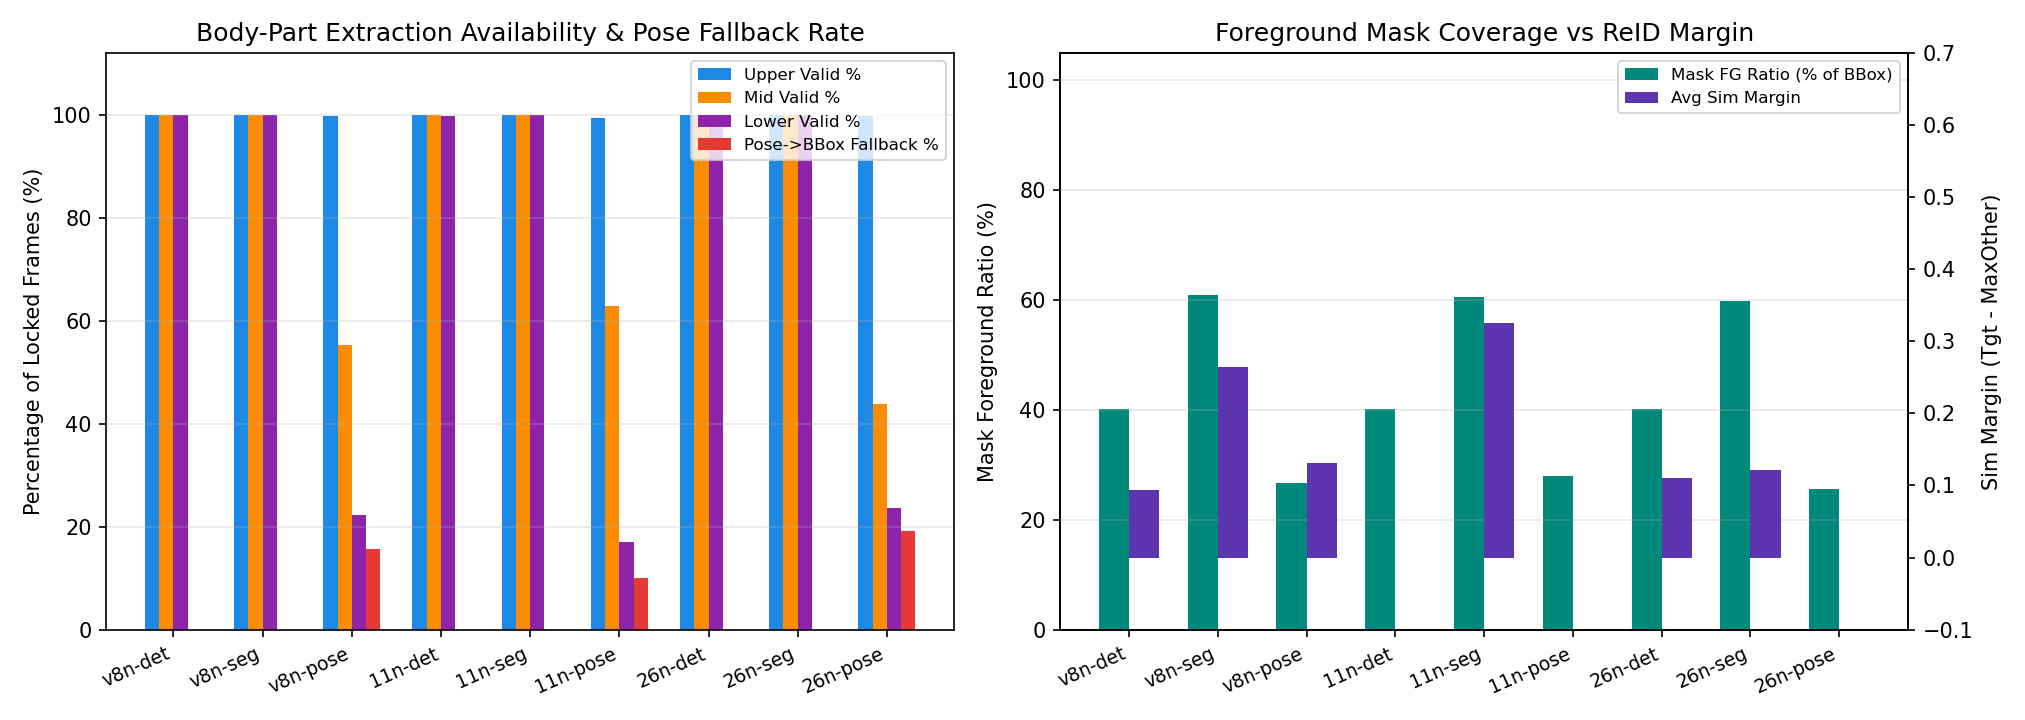 Body-Part Extraction Availability & Pose Fallback Rate
Percentage of Locked Frames (%)
100
80
60
40
20
0
Upper Valid %
Mid Valid %
Lower Valid %
Pose->BBox Fallback %
v8n-det
v8n-seg
v8n-pose
11n-det
11n-seg
11n-pose
26n-det
26n-seg
26n-pose
Foreground Mask Coverage vs ReID Margin
Mask Foreground Ratio (%)
100
80
60
40
20
0
Mask FG Ratio (% of BBox)
Avg Sim Margin
0.7
0.6
0.5
0.4
0.3
0.2
0.1
0.0
−0.1
Sim Margin (Tgt - MaxOther)
v8n-det
v8n-seg
v8n-pose
11n-det
11n-seg
11n-pose
26n-det
26n-seg
26n-pose